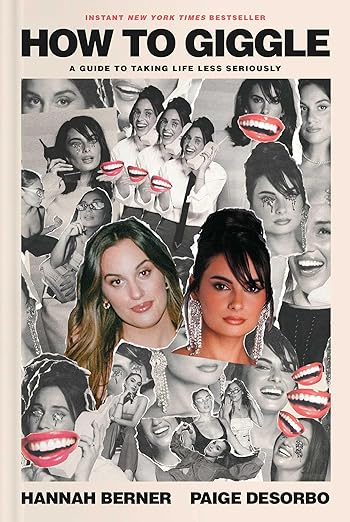 INSTANT NEW YORK TIMES BESTSELLER
HOW TO GIGGLE
A GUIDE TO TAKING LIFE LESS SERIOUSLY
HANNAH BERNER PAIGE DESORBO